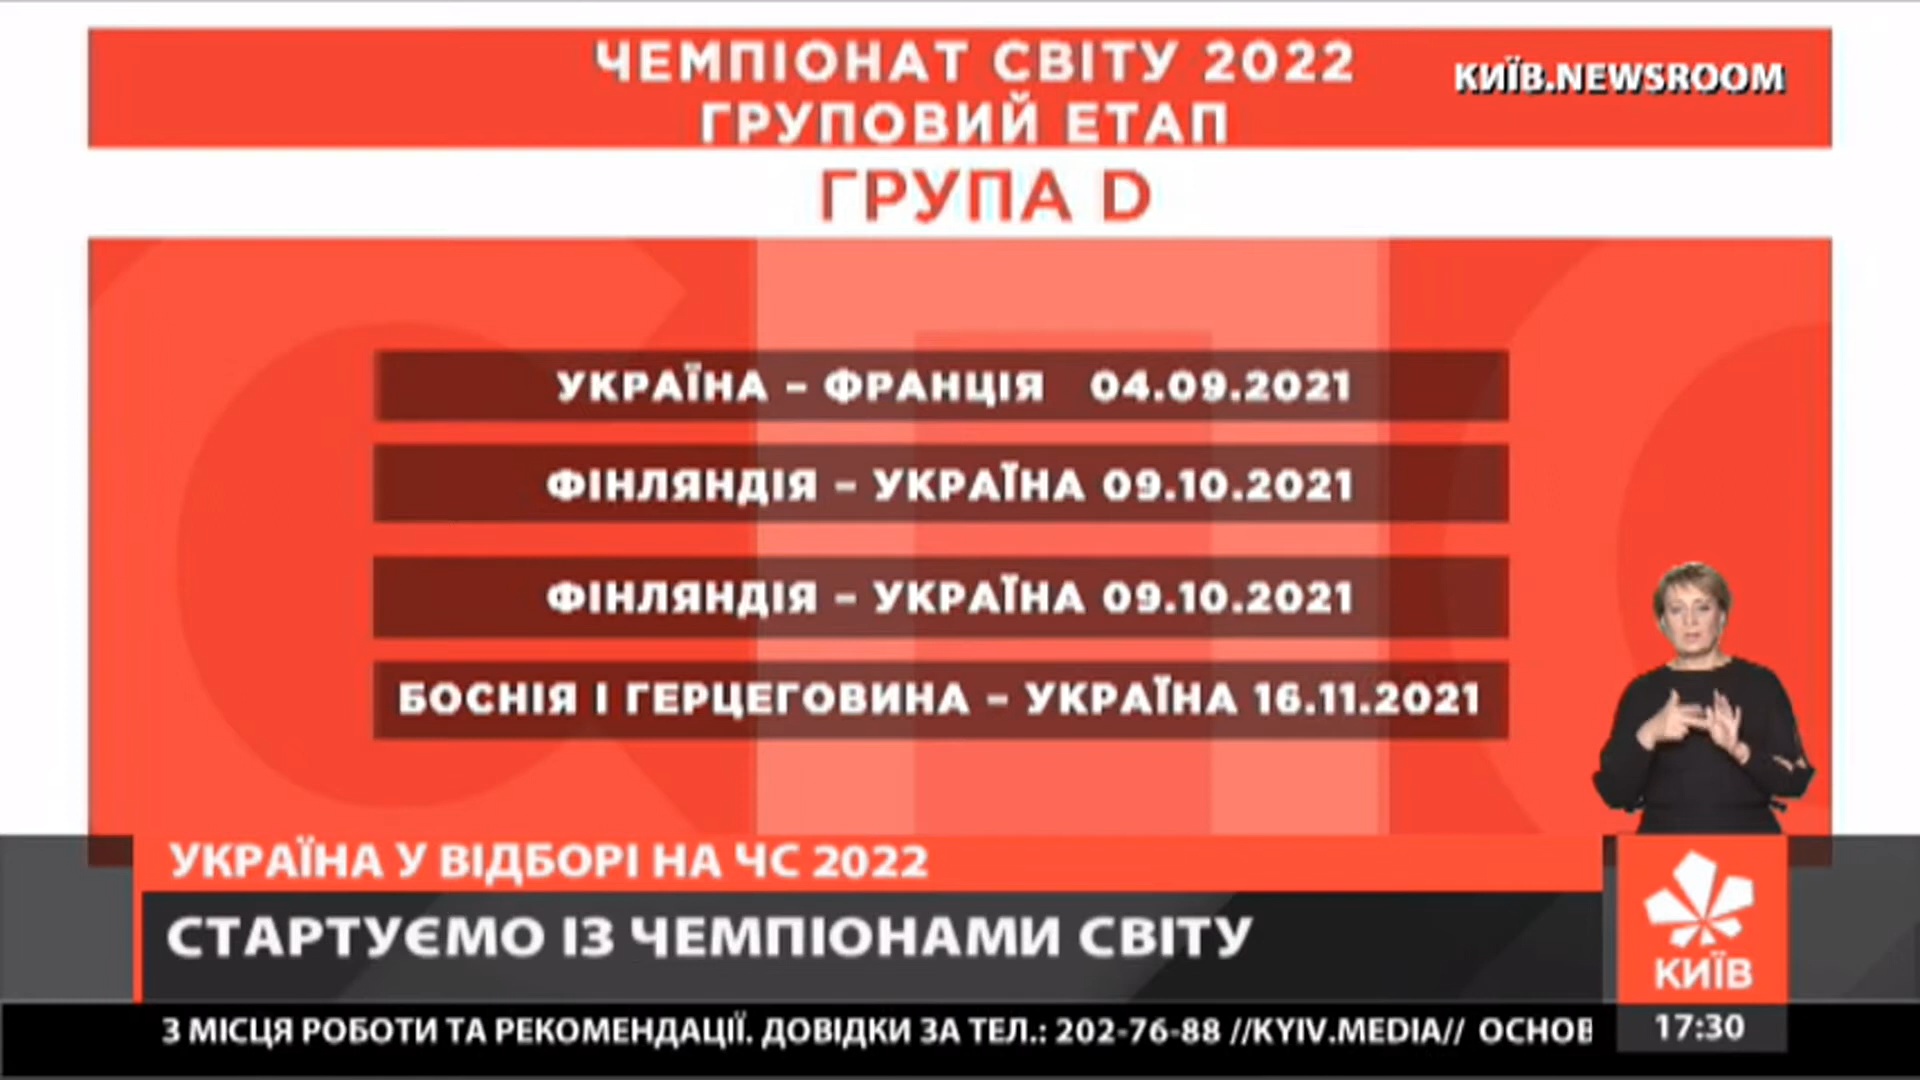 ЧЕМПІОНАТ СВІТУ 2022
КИЇВ.NEWSROOM
ГРУПОВИЙ ЕТАП
ГРУПА D
УКРАЇНА – ФРАНЦІЯ 04.09.2021
ФІНЛЯНДІЯ – УКРАЇНА 09.10.2021
ФІНЛЯНДІЯ – УКРАЇНА 09.10.2021
БОСНІЯ І ГЕРЦЕГОВИНА – УКРАЇНА 16.11.2021
УКРАЇНА У ВІДБОРІ НА ЧС 2022
СТАРТУЄМО ІЗ ЧЕМПІОНАМИ СВІТУ
КИЇВ
З МІСЦЯ РОБОТИ ТА РЕКОМЕНДАЦІЇ. ДОВІДКИ ЗА ТЕЛ.: 202-76-88 //KYIV.MEDIA// ОСНОВ
17:30